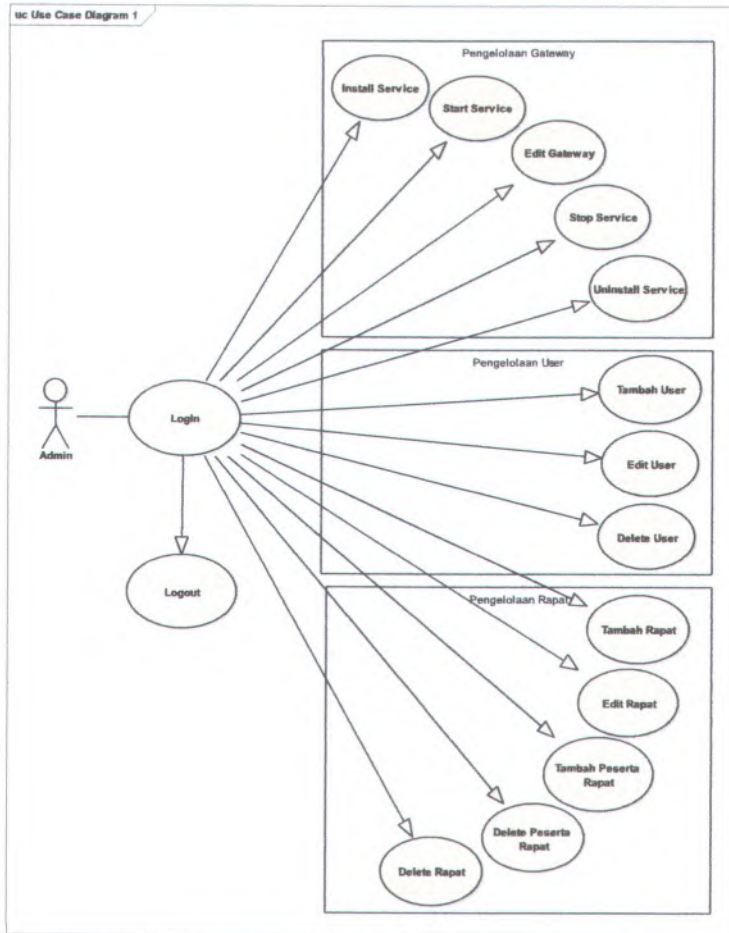 uc Use Case Diagram 1
Pengelolaan Gateway
Install Service
Start Service
Edit Gateway
Stop Service
Uninstall Service
Pengelolaan User
Tambah User
Login
Admin
Edit User
Delete User
Logout
Pengelolaan Rapat
Tambah Rapat
Edit Rapat
Tambah Peserta
Rapat
Delete Peserta
Rapat
Delete Rapat